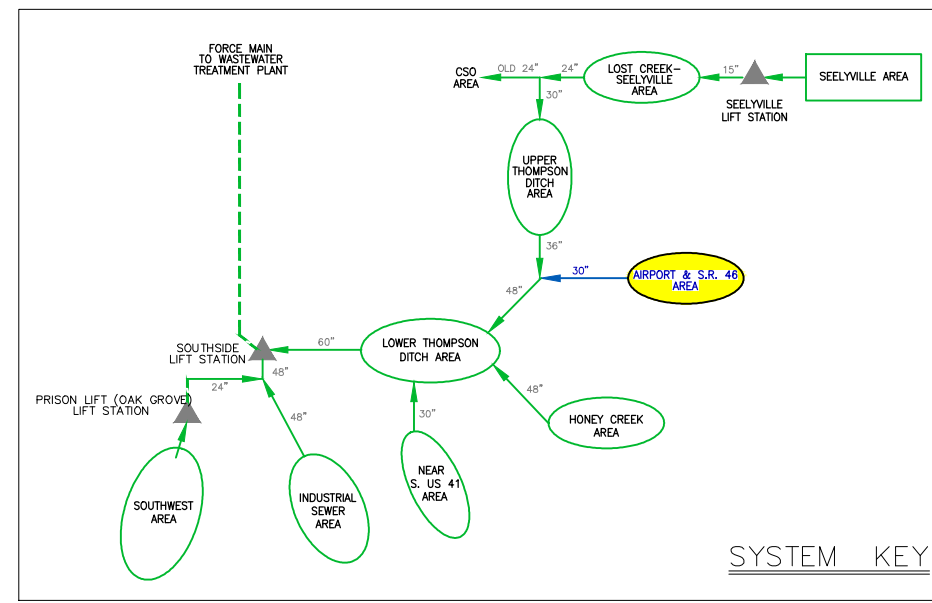 FORCE MAIN
TO WASTEWATER
TREATMENT PLANT
CSO
AREA
OLD 24"
24"
LOST CREEK–
SEELYVILLE
AREA
15"
SEELYVILLE AREA
SEELYVILLE
LIFT STATION
30"
UPPER
THOMPSON
DITCH
AREA
36"
30"
AIRPORT & S.R. 46
AREA
48"
SOUTHSIDE
LIFT STATION
60"
LOWER THOMPSON
DITCH AREA
48"
24"
PRISON LIFT (OAK GROVE)
LIFT STATION
48"
30"
48"
HONEY CREEK
AREA
SOUTHWEST
AREA
INDUSTRIAL
SEWER
AREA
NEAR
S. US 41
AREA
SYSTEM KEY